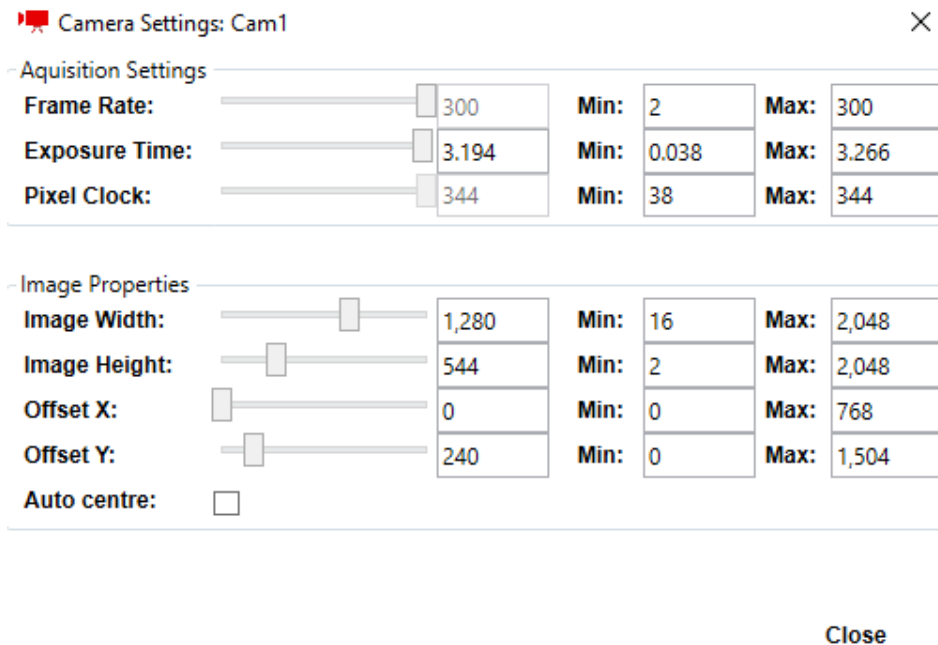 Camera Settings: Cam1
Aquisition Settings
Frame Rate: 300 Min: 2 Max: 300
Exposure Time: 3.194 Min: 0.038 Max: 3.266
Pixel Clock: 344 Min: 38 Max: 344
Image Properties
Image Width: 1,280 Min: 16 Max: 2,048
Image Height: 544 Min: 2 Max: 2,048
Offset X: 0 Min: 0 Max: 768
Offset Y: 240 Min: 0 Max: 1,504
Auto centre:
Close